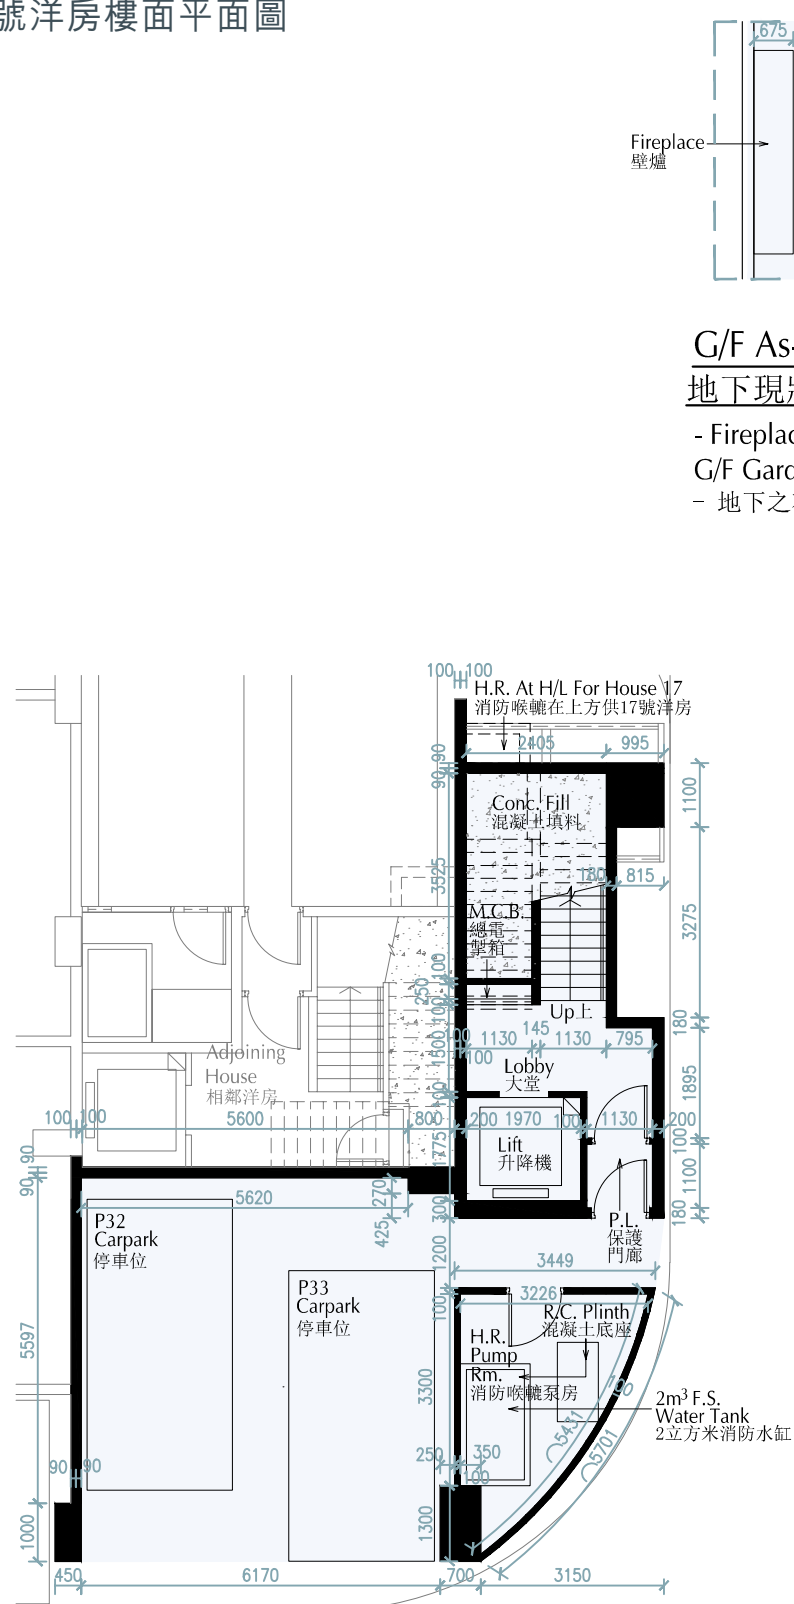 號洋房樓面平面圖
675
Fireplace
壁爐
G/F As-
地下現
- Fireplac
G/F Gard
- 地下之
100 100
H.R. At H/L For House 17
消防喉轆在上方供17號洋房
2405
995
90 90
1100
Conc. Fill
混凝土填料
3525
180
815
M.C.B.
總電
掣箱
3275
100
250
100
Up上
180
145
100
1130
1130
795
100
1500
Adjoining
House
相鄰洋房
Lobby
大堂
1895
100
100
100
5600
800
200
1970
100
1130
200
Lift
升降機
1775
100
1100
90 90
270
5620
425
300
180
P32
Carpark
停車位
P.L.
保護
門廊
1200
3449
P33
Carpark
停車位
100
3226
R.C. Plinth
混凝土底座
H.R.
Pump
Rm.
消防喉轆泵房
5597
3300
100
2m³ F.S.
Water Tank
2立方米消防水缸
5431
5701
90
90
250
350
100
1000
1300
450
6170
700
3150